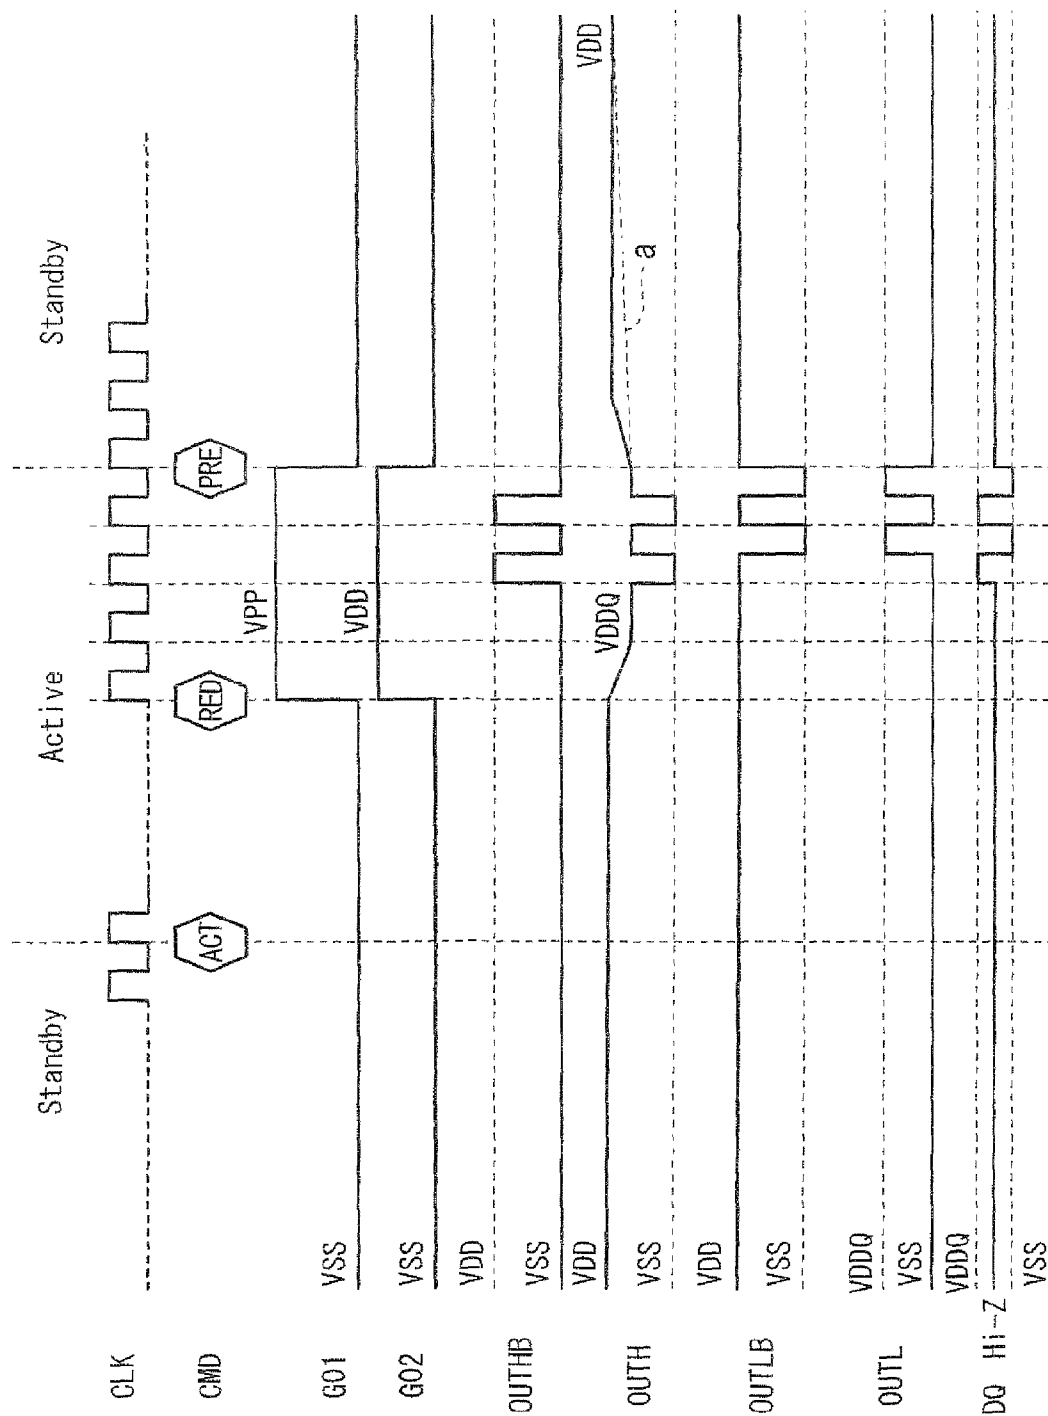 Standby
Active
Standby
CLK
CMD
ACT
RED
PRE
GO1
VSS
VPP
GO2
VSS
VDD
OUTHB
VDD
VSS
OUTH
VDD
VSS
VDDQ
VDD
a
OUTLB
VDD
VSS
OUTL
VDDQ
VSS
DQ
VDDQ
Hi-Z
VSS